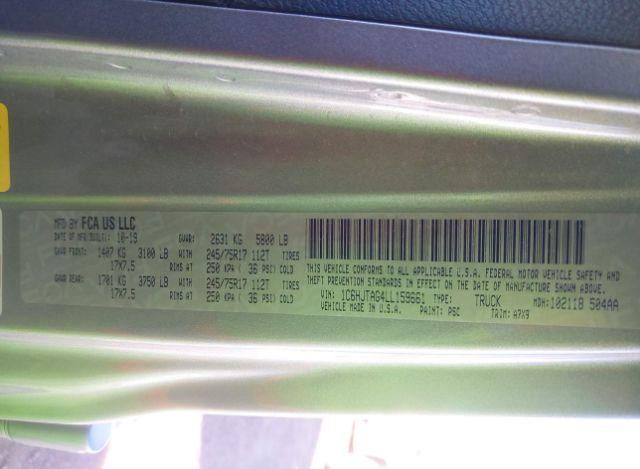 MFD BY FCA US LLC
DATE OF MFR(BUILT): 10-19 GVWR: 2631 KG 5800 LB
GAWR FRONT: 1407 KG 3100 LB 245/75R17 112T TIRES
17X7.5 RIMS AT 250 KPA ( 36 PSI) COLD
GAWR REAR: 1701 KG 3750 LB 245/75R17 112T TIRES
17X7.5 RIMS AT 250 KPA ( 36 PSI) COLD
THIS VEHICLE CONFORMS TO ALL APPLICABLE U.S.A. FEDERAL MOTOR VEHICLE SAFETY AND
THEFT PREVENTION STANDARDS IN EFFECT ON THE DATE OF MANUFACTURE SHOWN ABOVE.
VIN: 1C6HJTAG4LL159661 TYPE: TRUCK MDH: 102118 504AA
VEHICLE MADE IN U.S.A. PAINT: PSC TRIM: A7X9